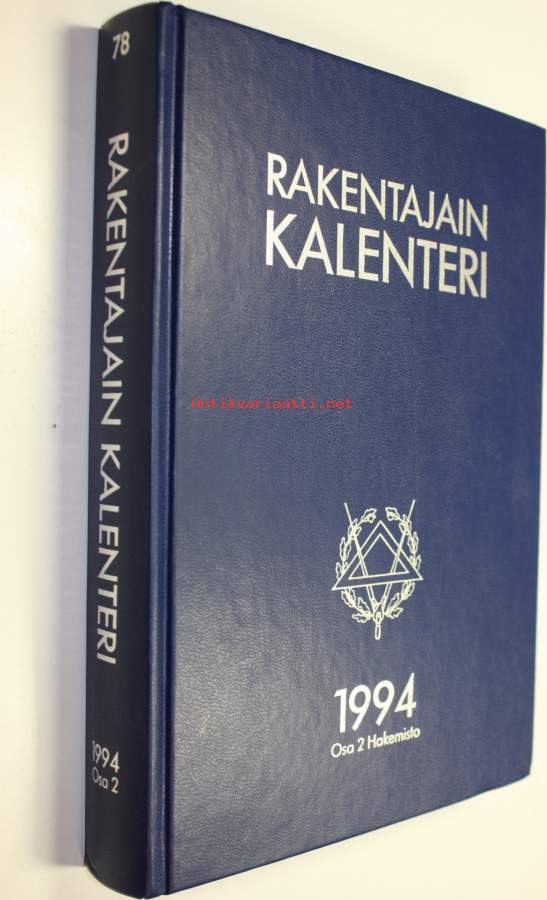 78
RAKENTAJAIN KALENTERI
1994
Osa 2
RAKENTAJAIN
KALENTERI
Antikvariaatti.net
1994
Osa 2 Hakemisto